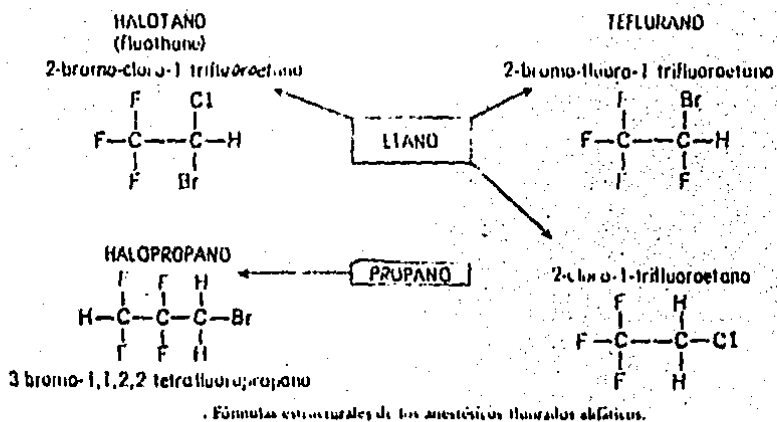 HALOTANO
(fluothane)
2-bromo-cloro-1 trifluoroetano
F Cl
F—C—C—H
F Br
TEFLURANO
2-bromo-fluoro-1 trifluoroetano
F Br
F—C—C—H
F F
ETANO
HALOPROPANO
F F H
H—C—C—C—Br
F F H
3 bromo-1,1,2,2 tetrafluoropropano
PROPANO
2-cloro-1-trifluoroetano
F H
F—C—C—Cl
F H
. Fórmulas estructurales de los anestésicos fluorados alifáticos.